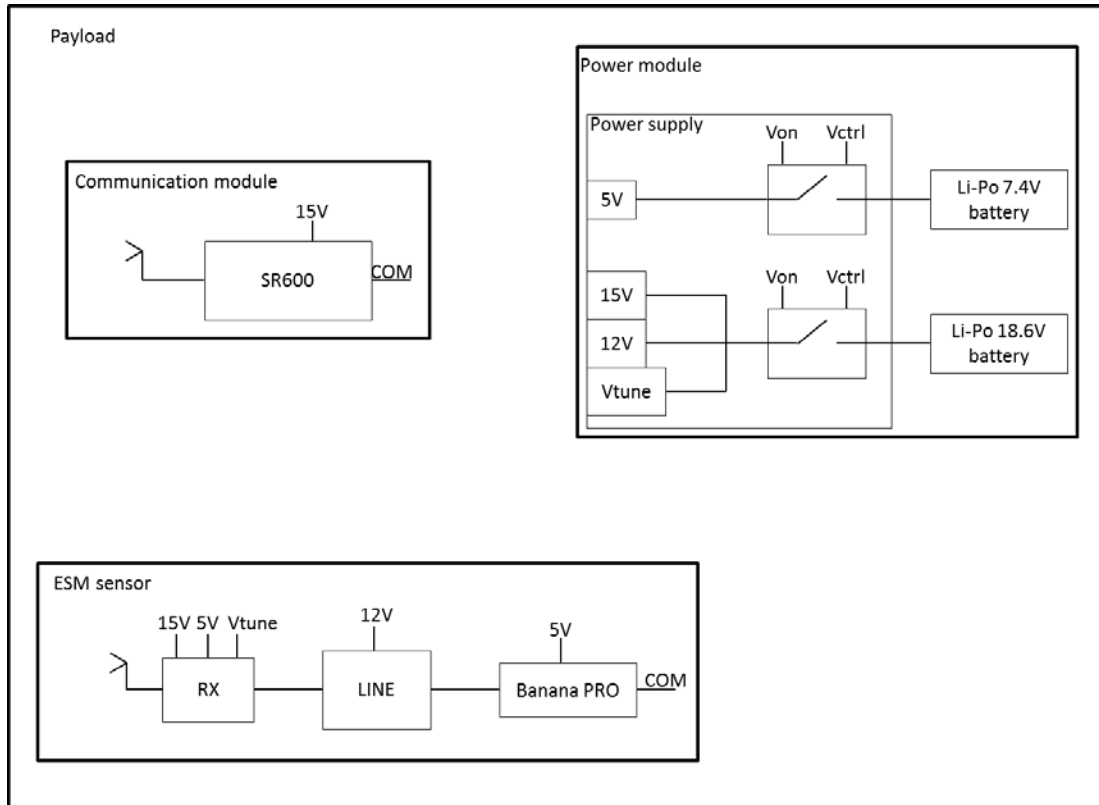 Payload
Power module
Power supply
Von Vctrl
5V
Li-Po 7.4V
battery
Von Vctrl
15V
12V
Vtune
Li-Po 18.6V
battery
Communication module
15V
SR600
COM
ESM sensor
15V 5V Vtune
12V
5V
RX
LINE
Banana PRO
COM